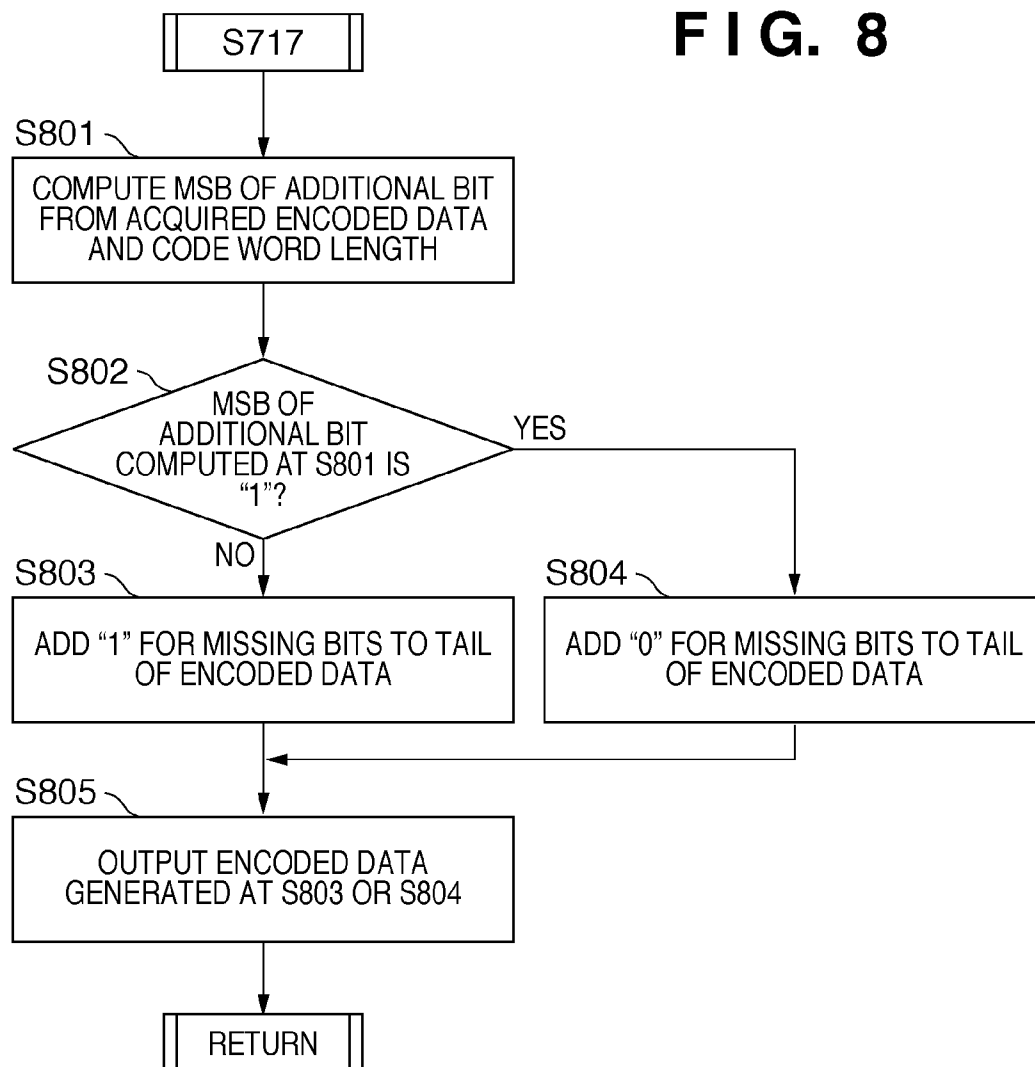 FIG. 8
S717
S801
COMPUTE MSB OF ADDITIONAL BIT
FROM ACQUIRED ENCODED DATA
AND CODE WORD LENGTH
S802
MSB OF
ADDITIONAL BIT
COMPUTED AT S801 IS
“1”?
YES
NO
S803
ADD “1” FOR MISSING BITS TO TAIL
OF ENCODED DATA
S804
ADD “0” FOR MISSING BITS TO TAIL
OF ENCODED DATA
S805
OUTPUT ENCODED DATA
GENERATED AT S803 OR S804
RETURN